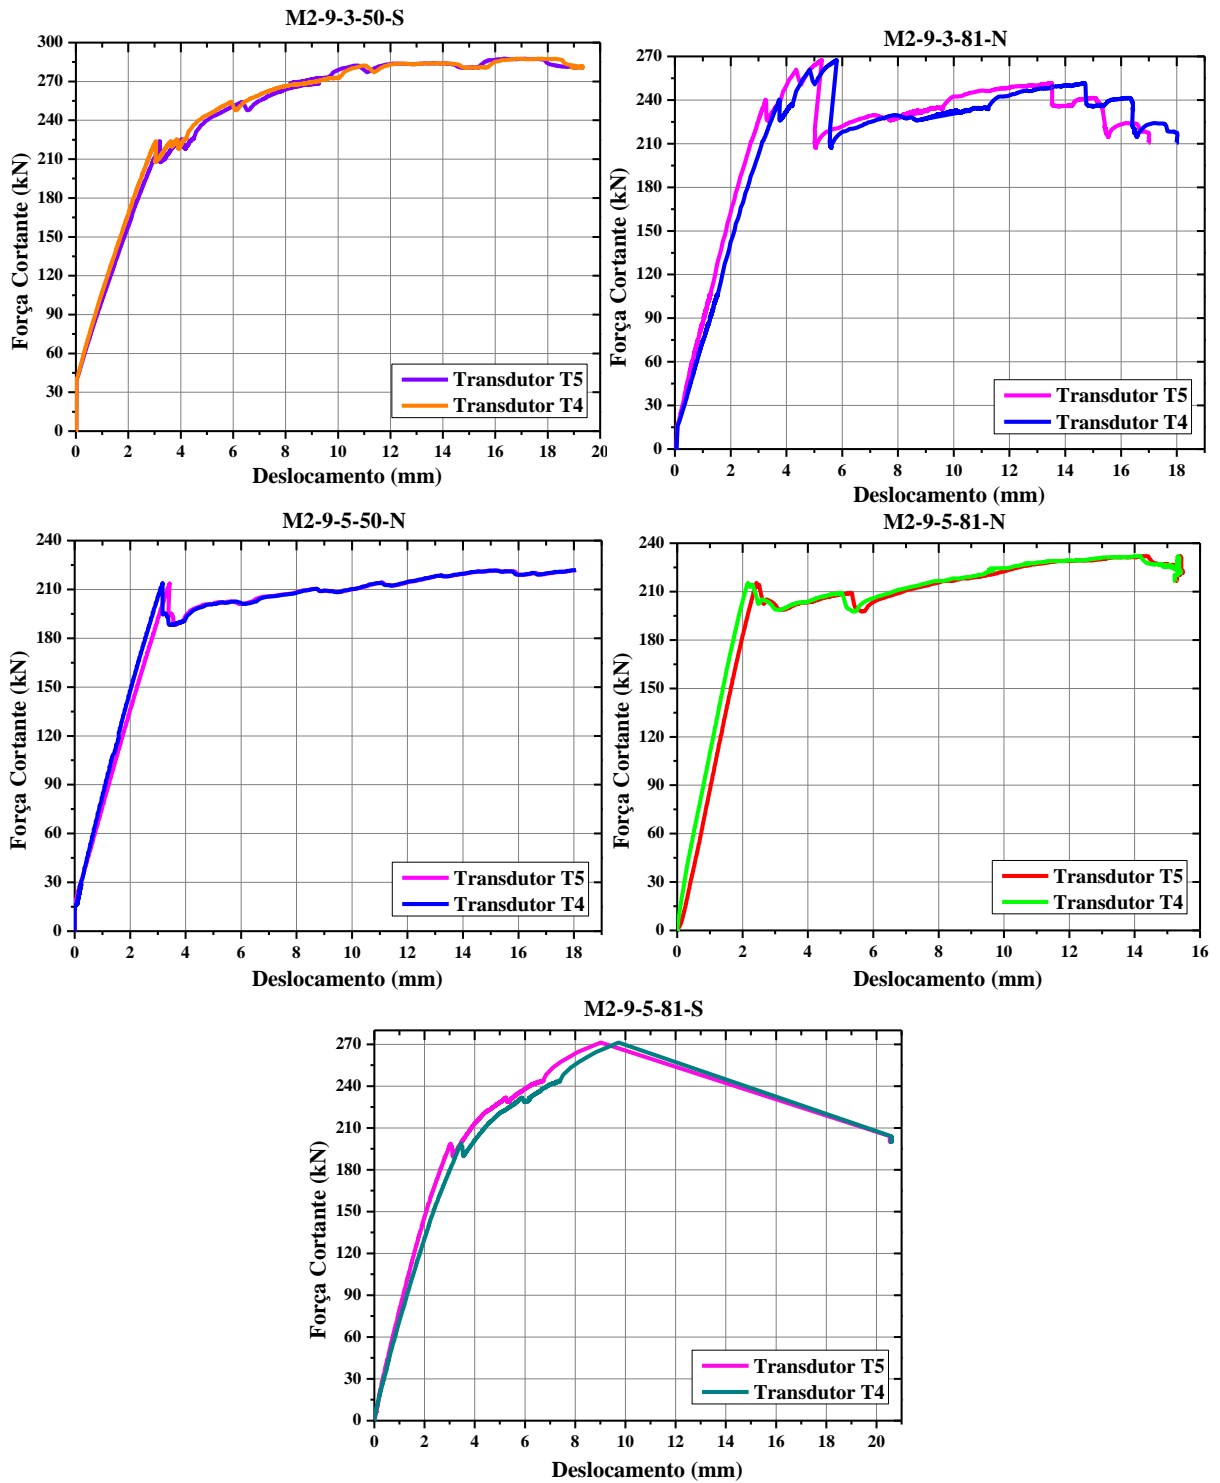 M2-9-3-50-S
300
270
240
210
180
150
120
90
60
30
0
Força Cortante (kN)
0 2 4 6 8 10 12 14 16 18 20
Deslocamento (mm)
Transdutor T5
Transdutor T4
M2-9-3-81-N
270
240
210
180
150
120
90
60
30
0
Força Cortante (kN)
0 2 4 6 8 10 12 14 16 18
Deslocamento (mm)
Transdutor T5
Transdutor T4
M2-9-5-50-N
240
210
180
150
120
90
60
30
0
Força Cortante (kN)
0 2 4 6 8 10 12 14 16 18
Deslocamento (mm)
Transdutor T5
Transdutor T4
M2-9-5-81-N
240
210
180
150
120
90
60
30
0
Força Cortante (kN)
0 2 4 6 8 10 12 14 16
Deslocamento (mm)
Transdutor T5
Transdutor T4
M2-9-5-81-S
270
240
210
180
150
120
90
60
30
0
Força Cortante (kN)
0 2 4 6 8 10 12 14 16 18 20
Deslocamento (mm)
Transdutor T5
Transdutor T4